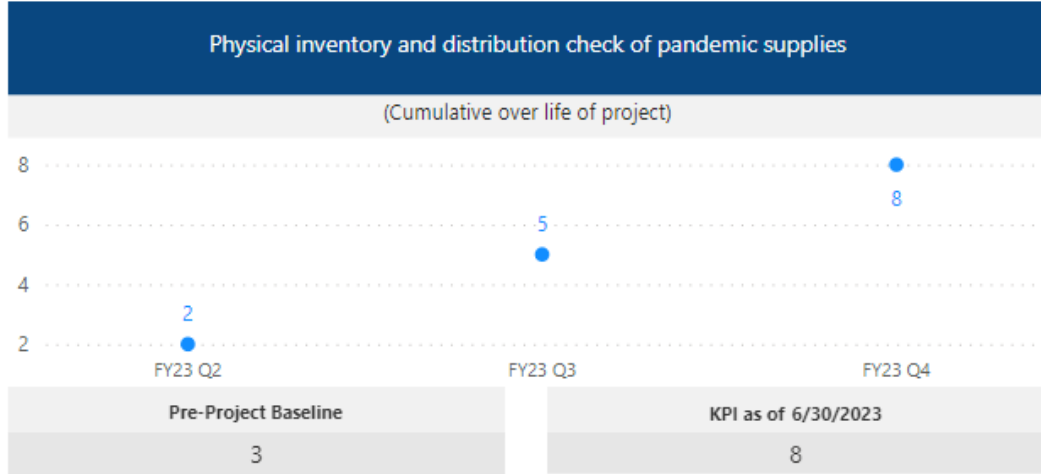 Physical inventory and distribution check of pandemic supplies
(Cumulative over life of project)
8
8
6
5
4
2
2
FY23 Q2 FY23 Q3 FY23 Q4
Pre-Project Baseline KPI as of 6/30/2023
3 8